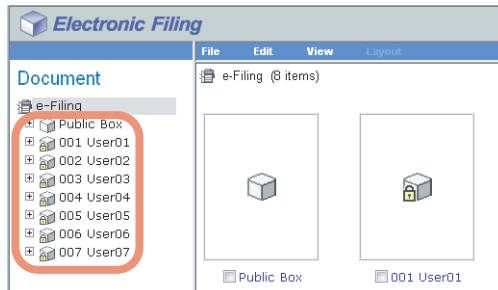 Electronic Filing
File Edit View Layout
Document
e-Filing
Public Box
001 User01
002 User02
003 User03
004 User04
005 User05
006 User06
007 User07
e-Filing (8 items)
Public Box
001 User01